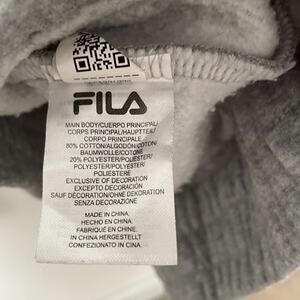 FILA
MAIN BODY/CUERPO PRINCIPAL/
CORPS PRINCIPAL/HAUPTTEIL/
CORPO PRINCIPALE
80% COTTON/ALGODÓN/COTON/
BAUMWOLLE/COTONE
20% POLYESTER/POLIÉSTER/
POLYESTER/POLYESTER/
POLIESTERE
EXCLUSIVE OF DECORATION
EXCEPTO DECORACIÓN
SAUF DÉCORATION/OHNE DEKORATION
SENZA DECORAZIONE
MADE IN CHINA.
HECHO EN CHINA.
FABRIQUÉ EN CHINE.
IN CHINA HERGESTELLT
CONFEZIONATO IN CINA.